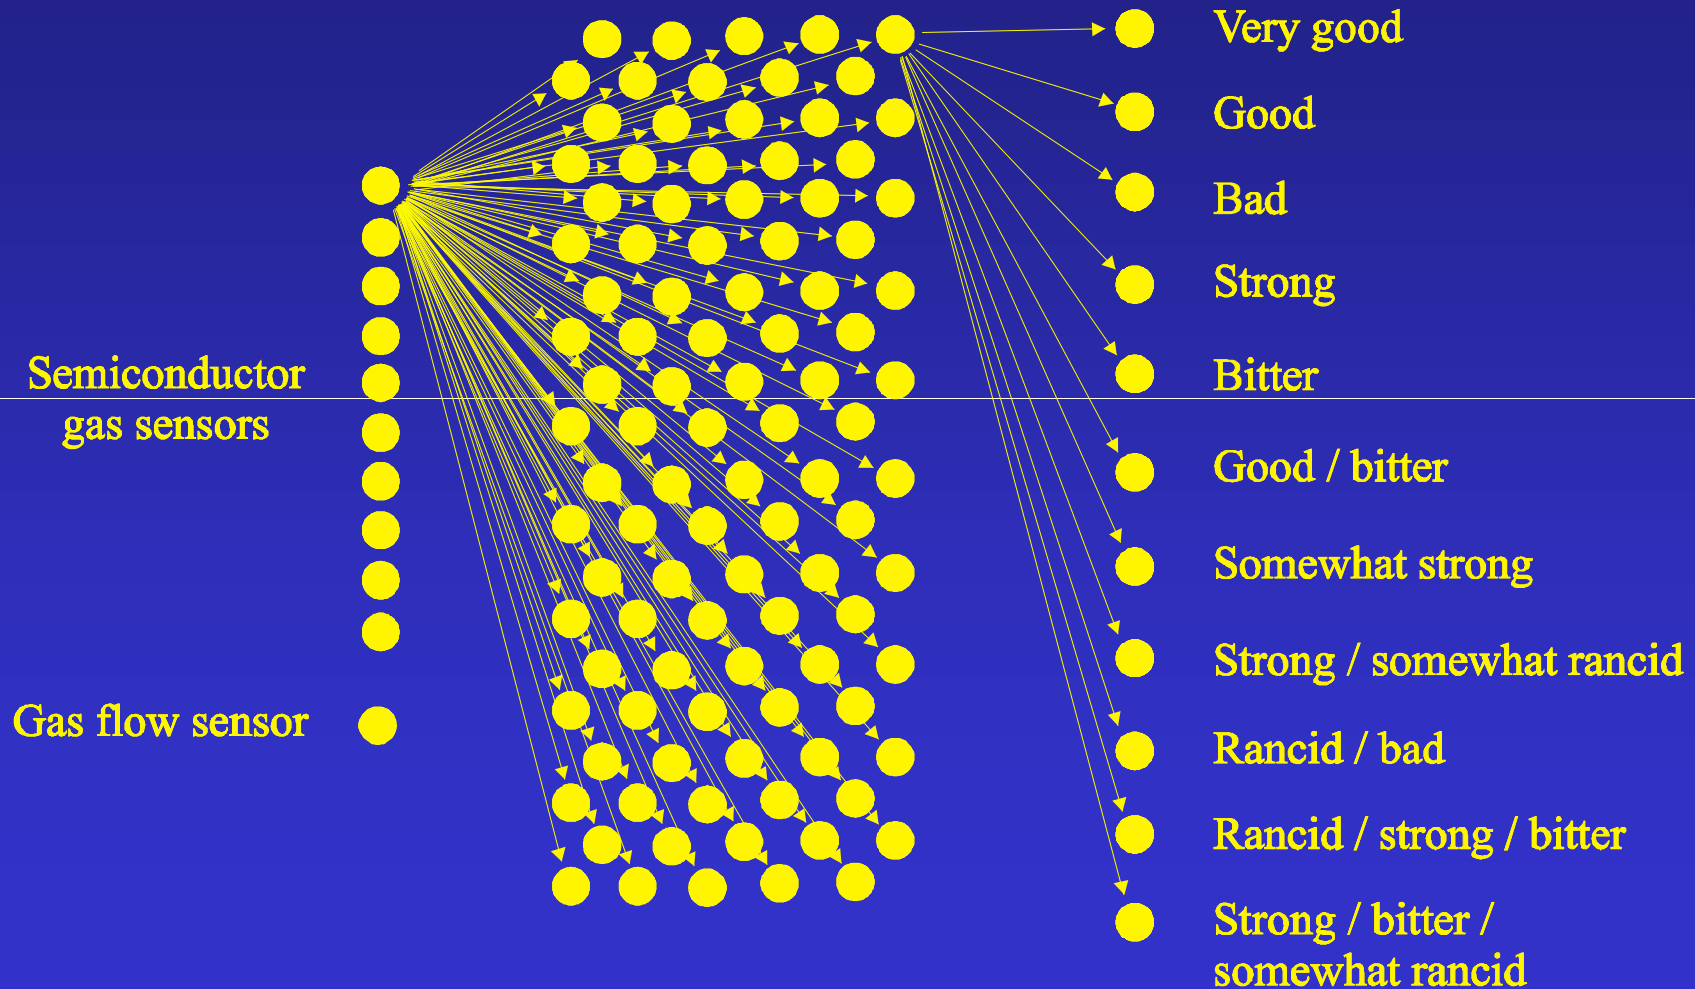 Semiconductor
gas sensors
Gas flow sensor
Very good
Good
Bad
Strong
Bitter
Good / bitter
Somewhat strong
Strong / somewhat rancid
Rancid / bad
Rancid / strong / bitter
Strong / bitter /
somewhat rancid